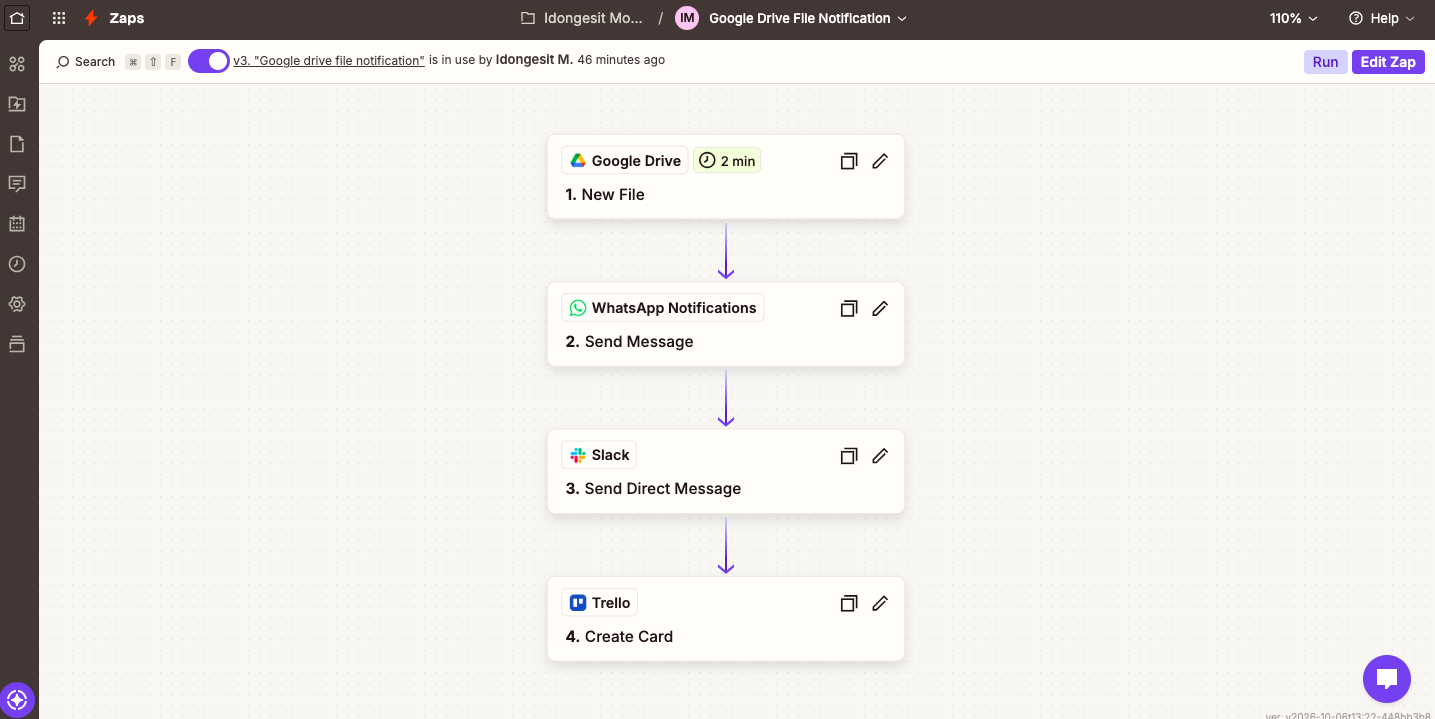 Zaps
Idongesit Mo... / IM Google Drive File Notification
110%
Help
Search ⌘ ⇧ F
v3. "Google drive file notification" is in use by Idongesit M. 46 minutes ago
Run
Edit Zap
Google Drive 2 min
1. New File
WhatsApp Notifications
2. Send Message
Slack
3. Send Direct Message
Trello
4. Create Card